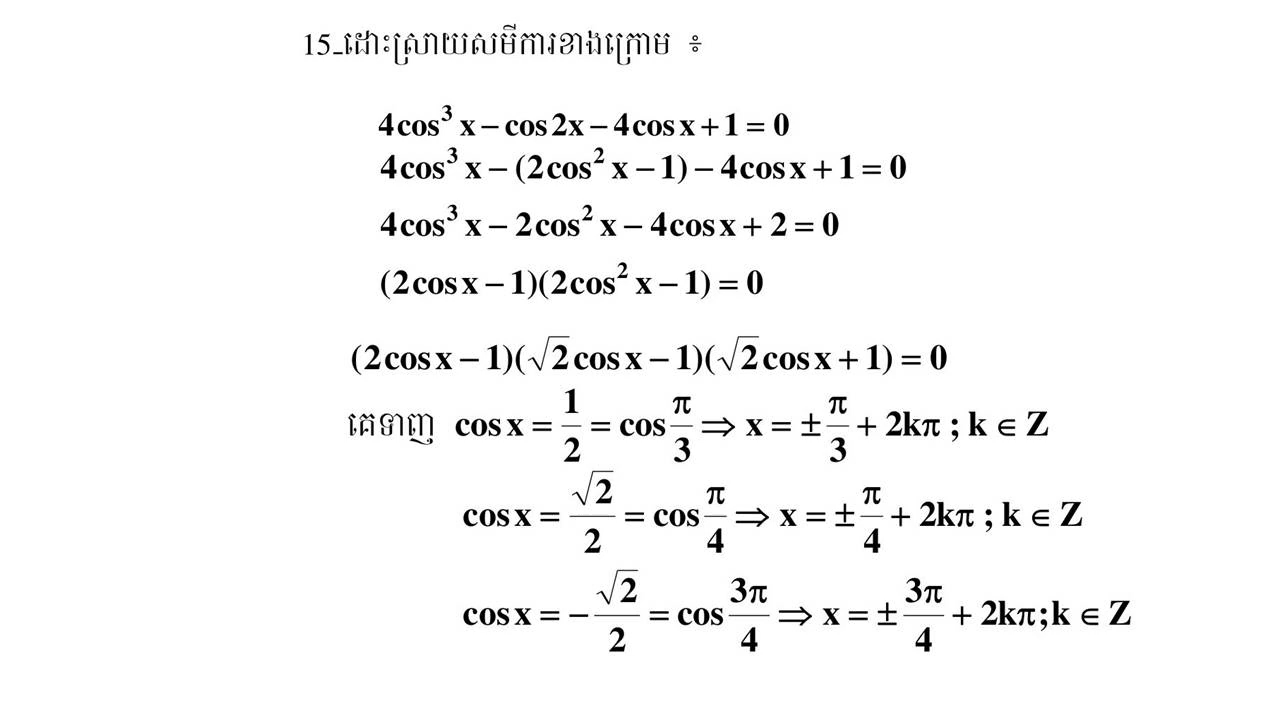 15_ដោះស្រាយសមីការខាងក្រោម ៖
4cos³ x − cos 2x − 4cos x + 1 = 0
4cos³ x − (2cos² x − 1) − 4cos x + 1 = 0
4cos³ x − 2cos² x − 4cos x + 2 = 0
(2cos x − 1)(2cos² x − 1) = 0
(2cos x − 1)(√2 cos x − 1)(√2 cos x + 1) = 0
គេទាញ cos x = 1/2 = cos π/3 ⇒ x = ± π/3 + 2kπ ; k ∈ Z
cos x = √2/2 = cos π/4 ⇒ x = ± π/4 + 2kπ ; k ∈ Z
cos x = − √2/2 = cos 3π/4 ⇒ x = ± 3π/4 + 2kπ; k ∈ Z